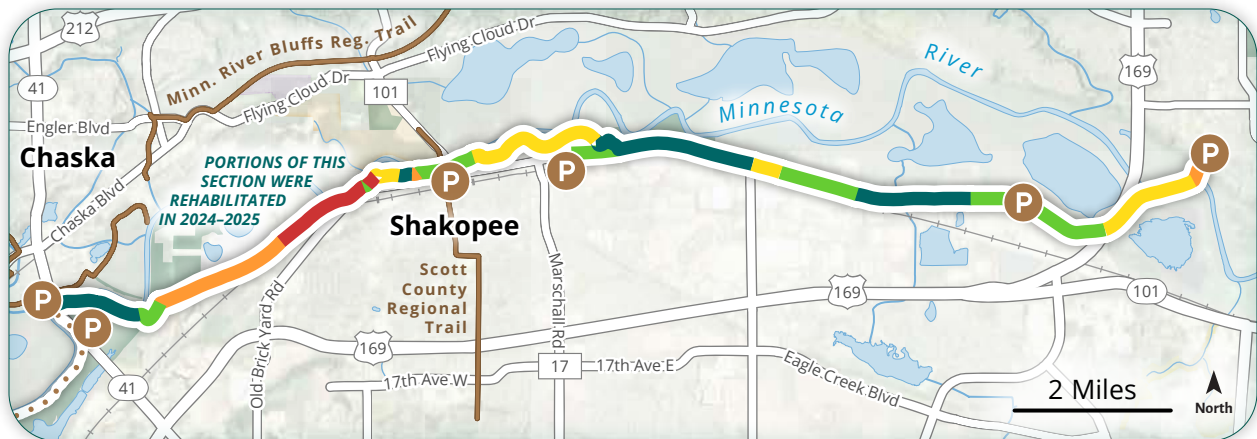 212
Minn. River Bluffs Reg. Trail
Flying Cloud Dr
River
169
41
Flying Cloud Dr
101
Minnesota
Engler Blvd
Chaska
P
PORTIONS OF THIS
SECTION WERE
REHABILITATED
IN 2024–2025
P
P
Chaska Blvd
Shakopee
P
Scott
County
Regional
Trail
Marschall Rd
P
P
Old Brick Yard Rd
169
101
169
17
17th Ave E
17th Ave W
Eagle Creek Blvd
41
2 Miles
North